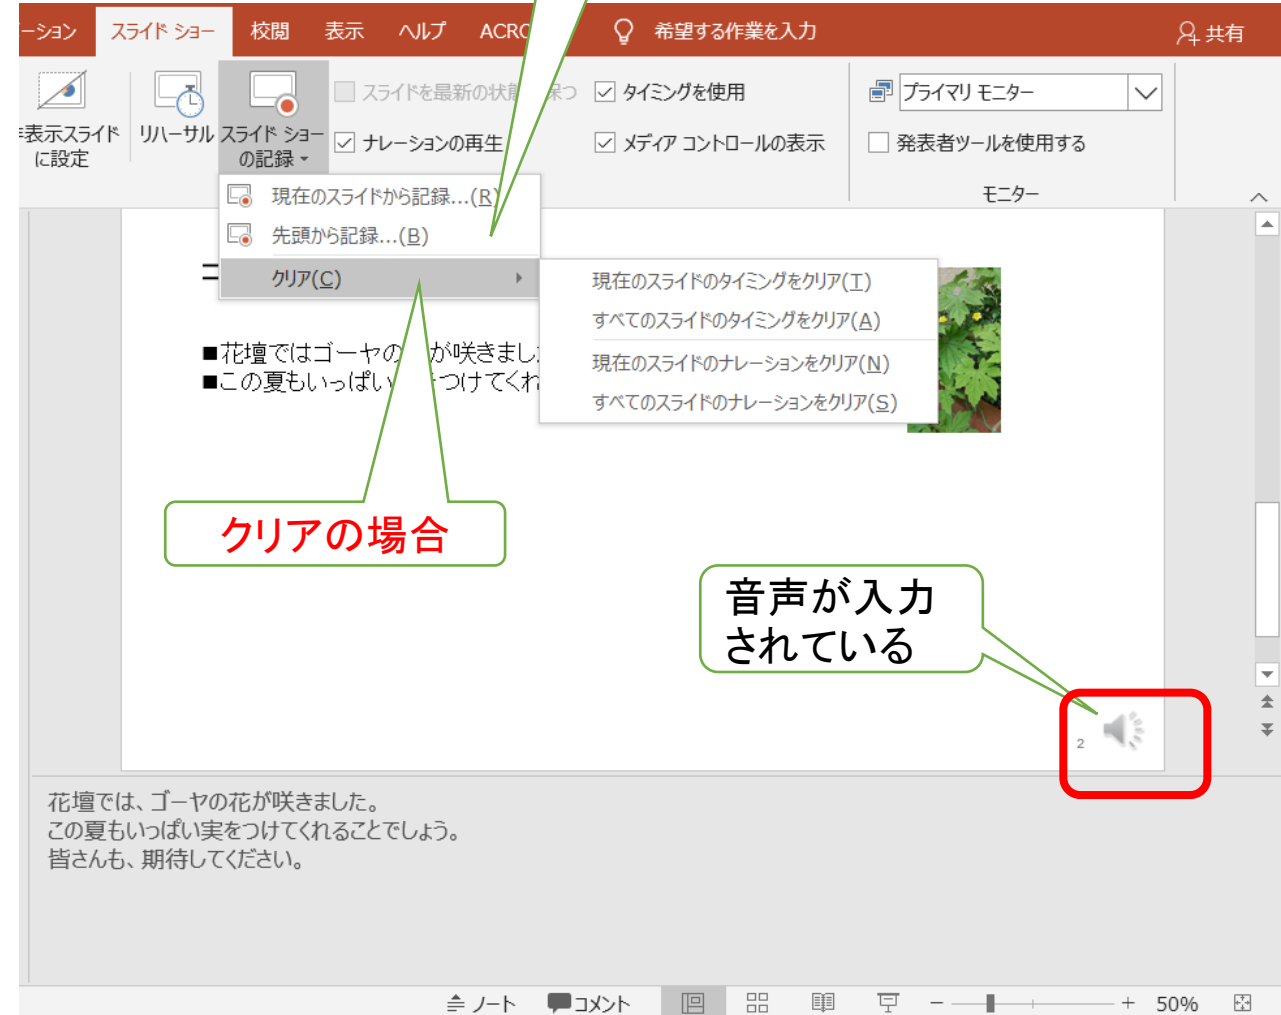 ーション スライド ショー 校閲 表示 ヘルプ ACRO 希望する作業を入力 共有
表示スライド
に設定
リハーサル
スライド ショー
の記録
スライドを最新の状態 保つ
ナレーションの再生
タイミングを使用
メディア コントロールの表示
プライマリ モニター
発表者ツールを使用する
モニター
現在のスライドから記録...(R)
先頭から記録...(B)
クリア(C)
現在のスライドのタイミングをクリア(T)
すべてのスライドのタイミングをクリア(A)
現在のスライドのナレーションをクリア(N)
すべてのスライドのナレーションをクリア(S)
■花壇ではゴーヤの が咲きまし
■この夏もいっぱい つけてくれ
クリアの場合
音声が入力
されている
2
花壇では、ゴーヤの花が咲きました。
この夏もいっぱい実をつけてくれることでしょう。
皆さんも、期待してください。
ノート コメント 50%